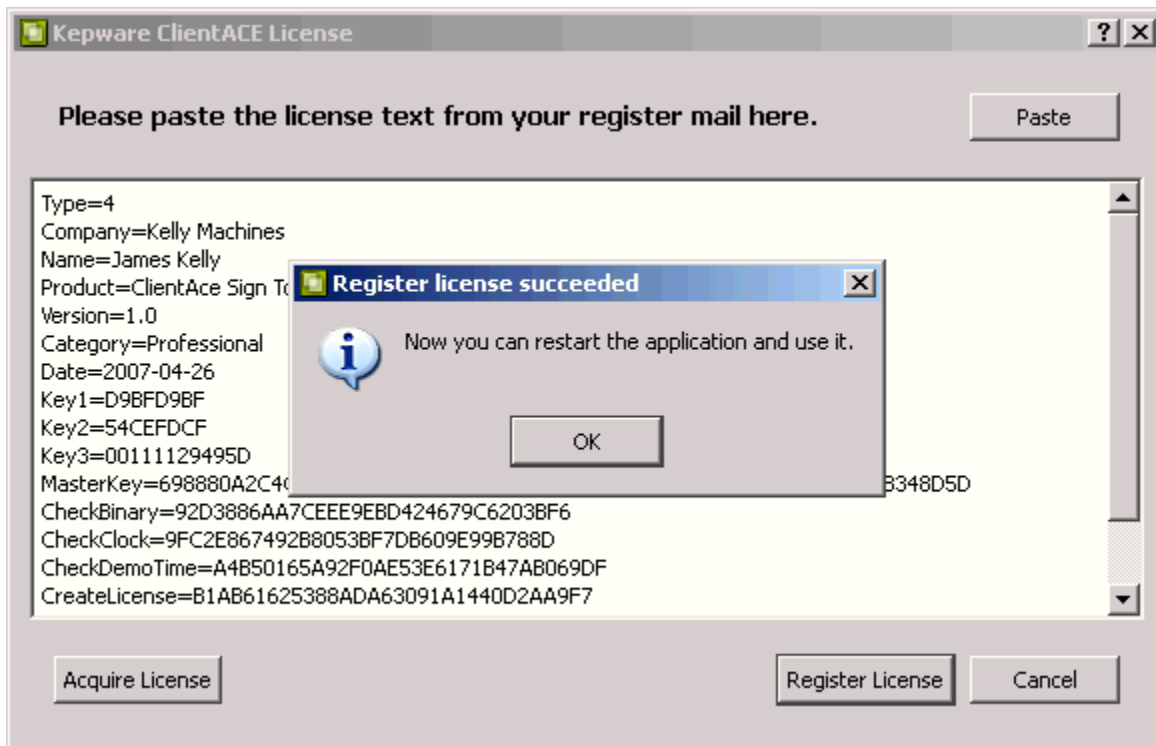 Kepware ClientACE License
Please paste the license text from your register mail here.
Paste
Type=4
Company=Kelly Machines
Name=James Kelly
Product=ClientAce Sign
Version=1.0
Category=Professional
Date=2007-04-26
Key1=D9BFD9BF
Key2=54CEFDCF
Key3=00111129495D
MasterKey=698880A2C4 B348D5D
CheckBinary=92D3886AA7CEEE9EBD424679C6203BF6
CheckClock=9FC2E867492B8053BF7DB609E99B788D
CheckDemoTime=A4B50165A92F0AE53E6171B47AB069DF
CreateLicense=B1AB61625388ADA63091A1440D2AA9F7
Register license succeeded
Now you can restart the application and use it.
OK
Acquire License
Register License
Cancel